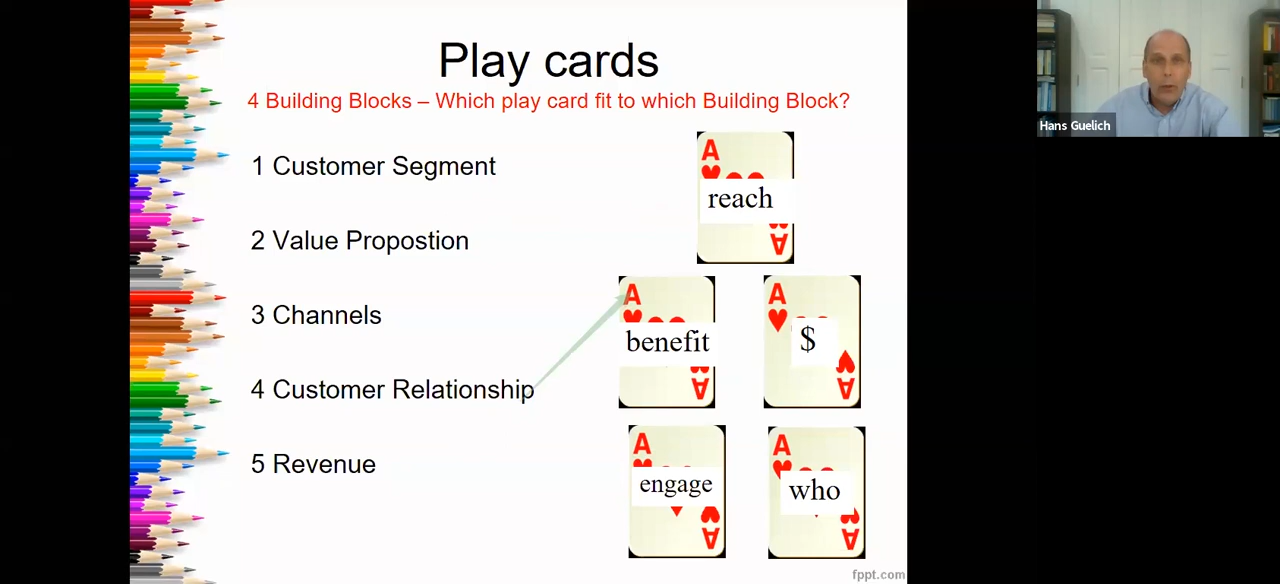 Play cards
4 Building Blocks – Which play card fit to which Building Block?
1 Customer Segment
2 Value Propostion
3 Channels
4 Customer Relationship
5 Revenue
A
reach
A
A
benefit
A
A
$
A
A
engage
A
A
who
A
fppt.com
Hans Guelich